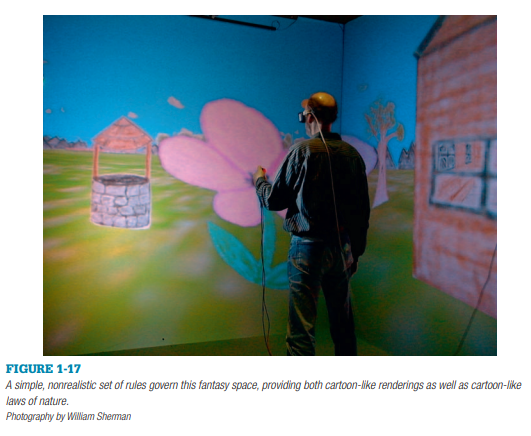 FIGURE 1-17
A simple, nonrealistic set of rules govern this fantasy space, providing both cartoon-like renderings as well as cartoon-like
laws of nature.
Photography by William Sherman